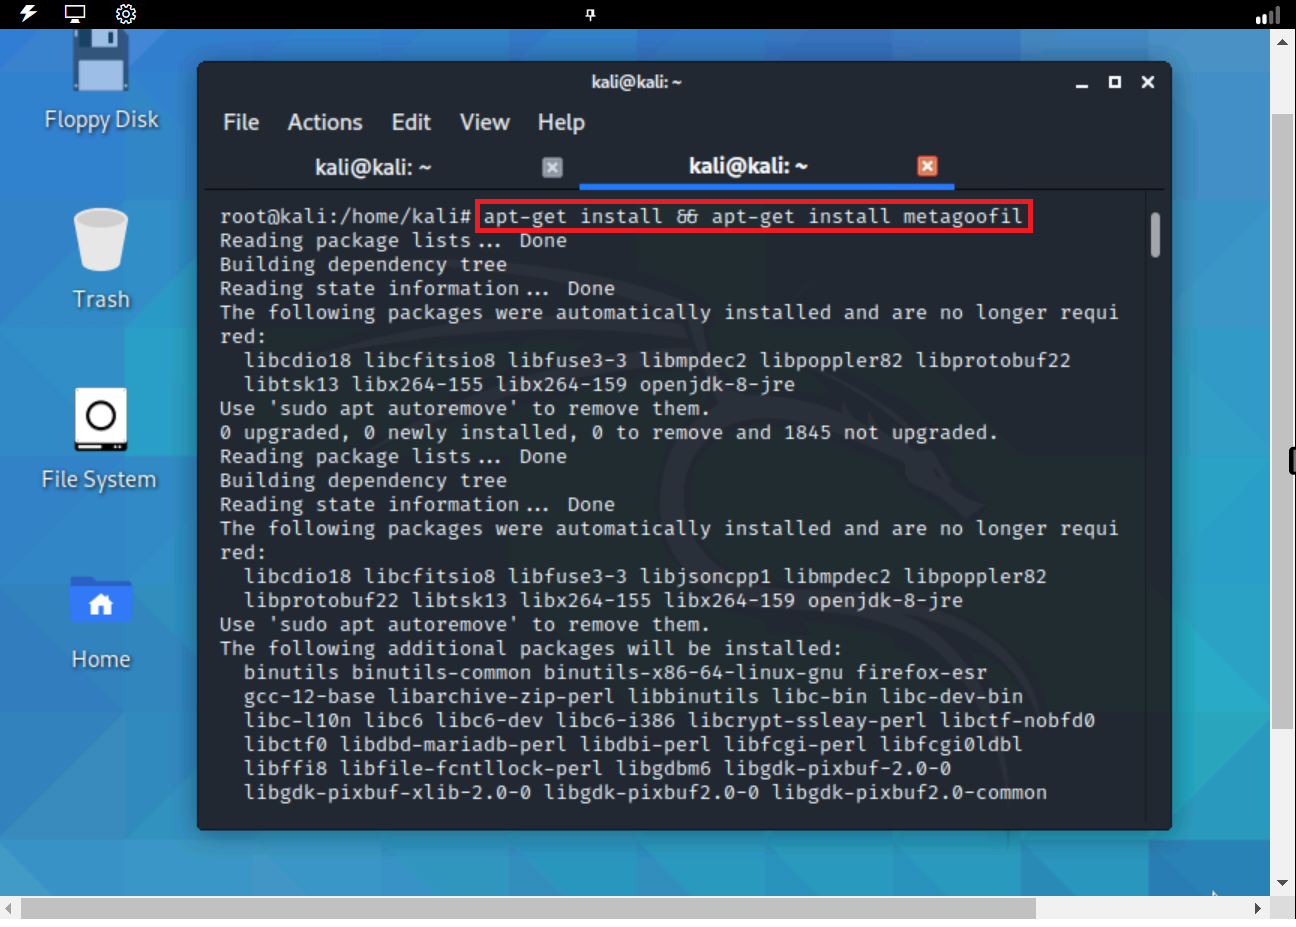 Floppy Disk
Trash
File System
Home
kali@kali: ~
File Actions Edit View Help
kali@kali: ~ kali@kali: ~
root@kali:/home/kali# apt-get install && apt-get install metagoofil
Reading package lists... Done
Building dependency tree
Reading state information... Done
The following packages were automatically installed and are no longer requi
red:
libcdio18 libcfitsio8 libfuse3-3 libmpdec2 libpoppler82 libprotobuf22
libtsk13 libx264-155 libx264-159 openjdk-8-jre
Use 'sudo apt autoremove' to remove them.
0 upgraded, 0 newly installed, 0 to remove and 1845 not upgraded.
Reading package lists... Done
Building dependency tree
Reading state information... Done
The following packages were automatically installed and are no longer requi
red:
libcdio18 libcfitsio8 libfuse3-3 libjsoncpp1 libmpdec2 libpoppler82
libprotobuf22 libtsk13 libx264-155 libx264-159 openjdk-8-jre
Use 'sudo apt autoremove' to remove them.
The following additional packages will be installed:
binutils binutils-common binutils-x86-64-linux-gnu firefox-esr
gcc-12-base libarchive-zip-perl libbinutils libc-bin libc-dev-bin
libc-l10n libc6 libc6-dev libc6-i386 libcrypt-ssleay-perl libctf-nobfd0
libctf0 libdbd-mariadb-perl libdbi-perl libfcgi-perl libfcgi0ldbl
libffi8 libfile-fcntllock-perl libgdbm6 libgdk-pixbuf-2.0-0
libgdk-pixbuf-xlib-2.0-0 libgdk-pixbuf2.0-0 libgdk-pixbuf2.0-common